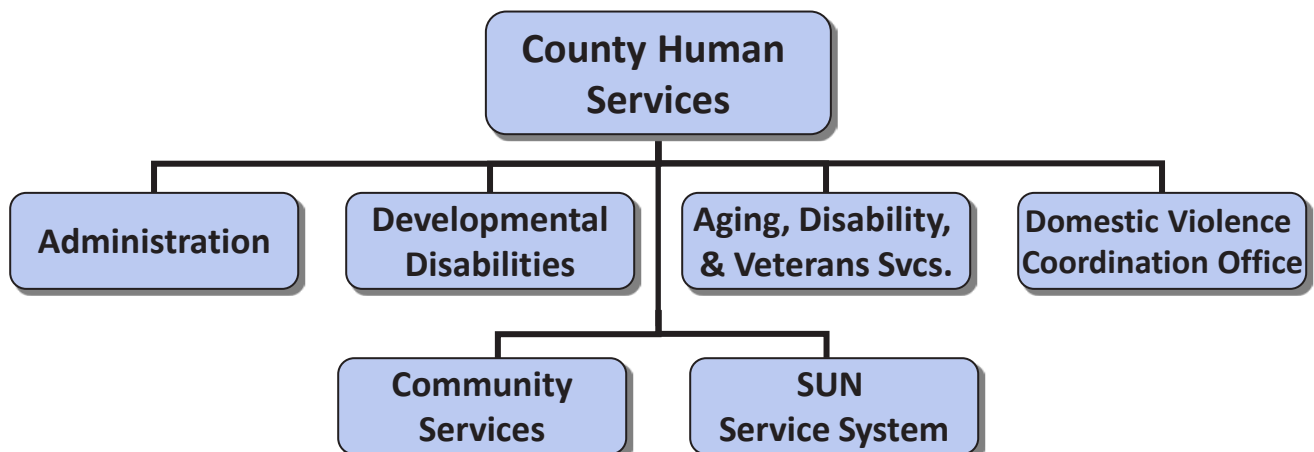 County Human
Services
Administration
Developmental
Disabilities
Aging, Disability,
& Veterans Svcs.
Domestic Violence
Coordination Office
Community
Services
SUN
Service System